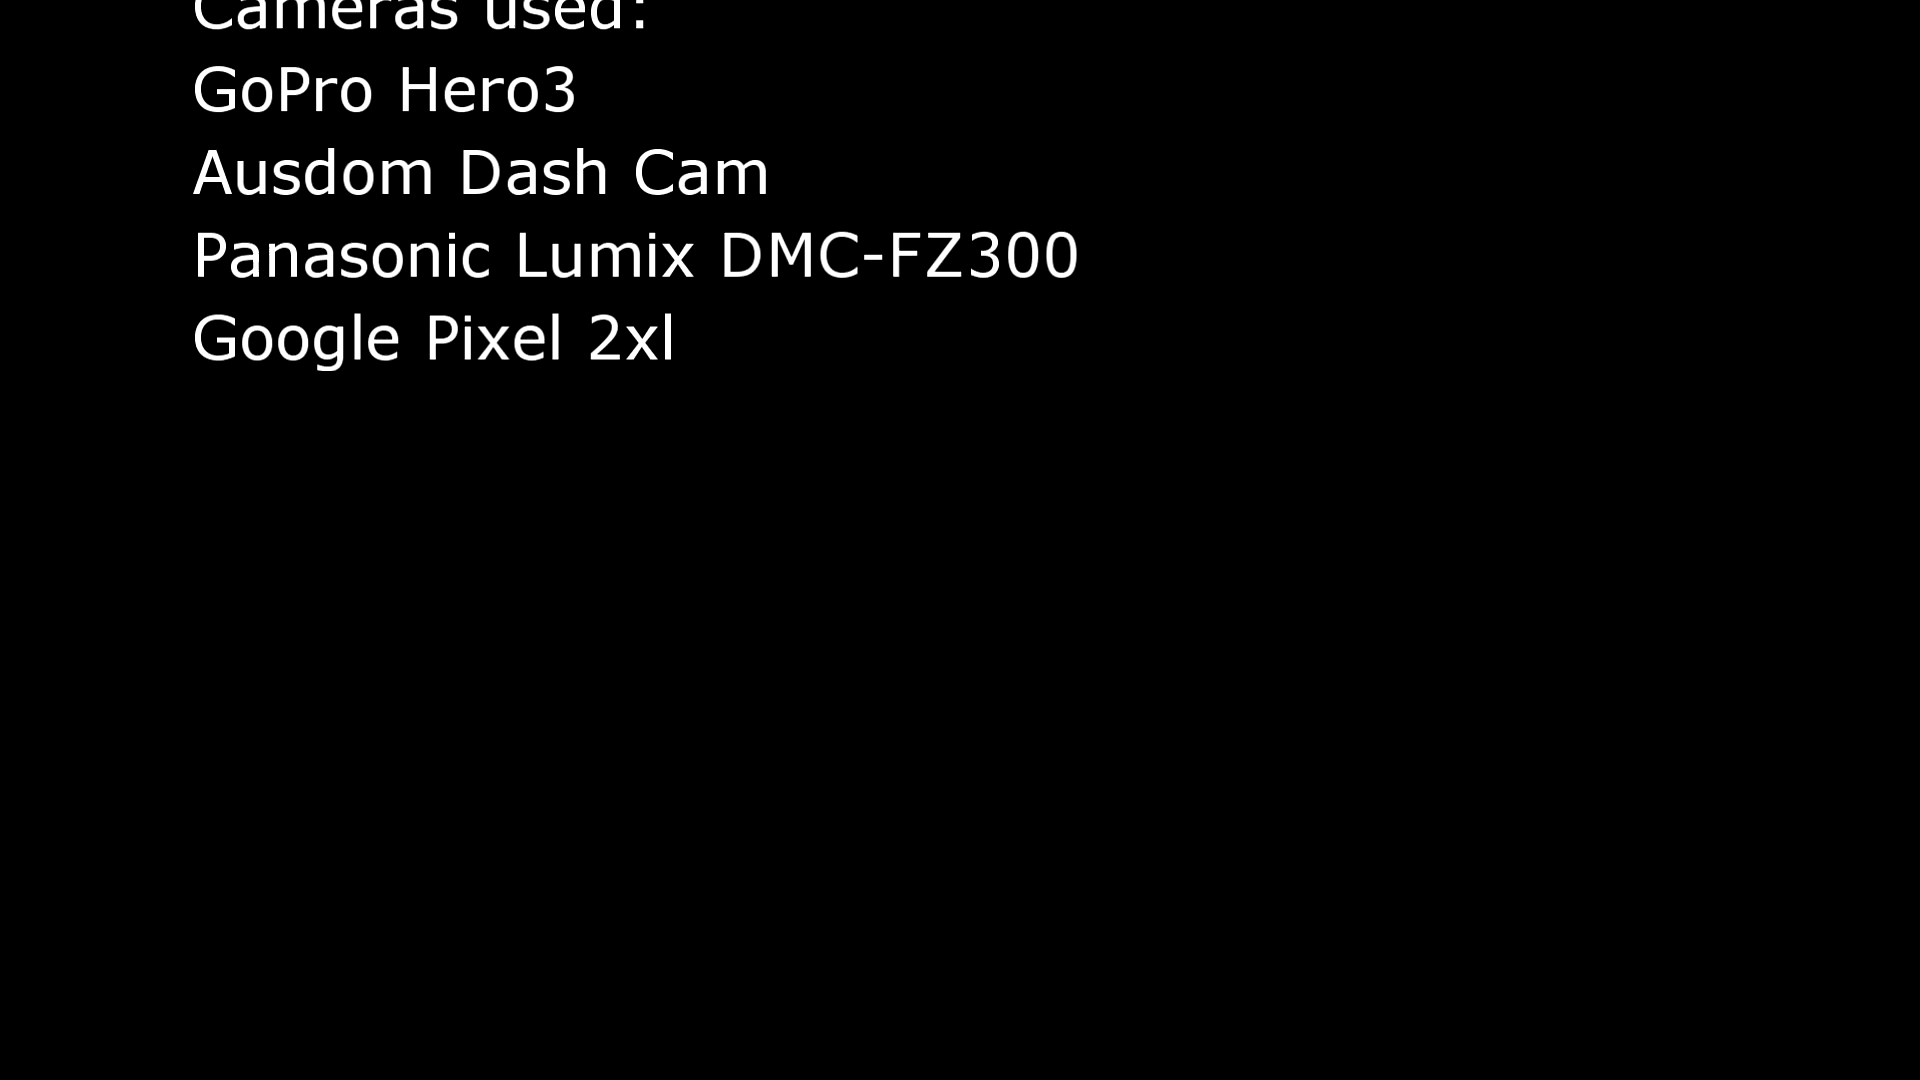 Cameras used:
GoPro Hero3
Ausdom Dash Cam
Panasonic Lumix DMC-FZ300
Google Pixel 2xl